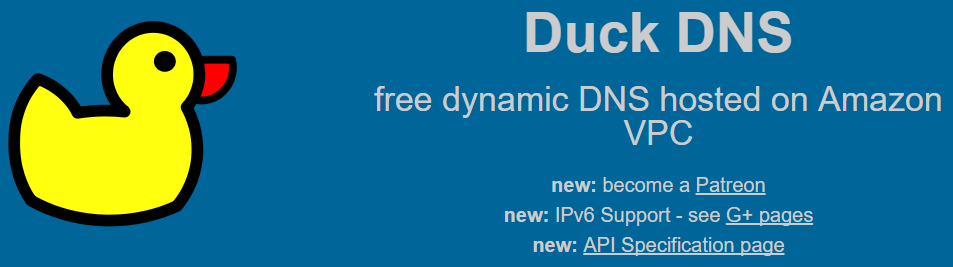 Duck DNS
free dynamic DNS hosted on Amazon
VPC
new: become a Patreon
new: IPv6 Support - see G+ pages
new: API Specification page